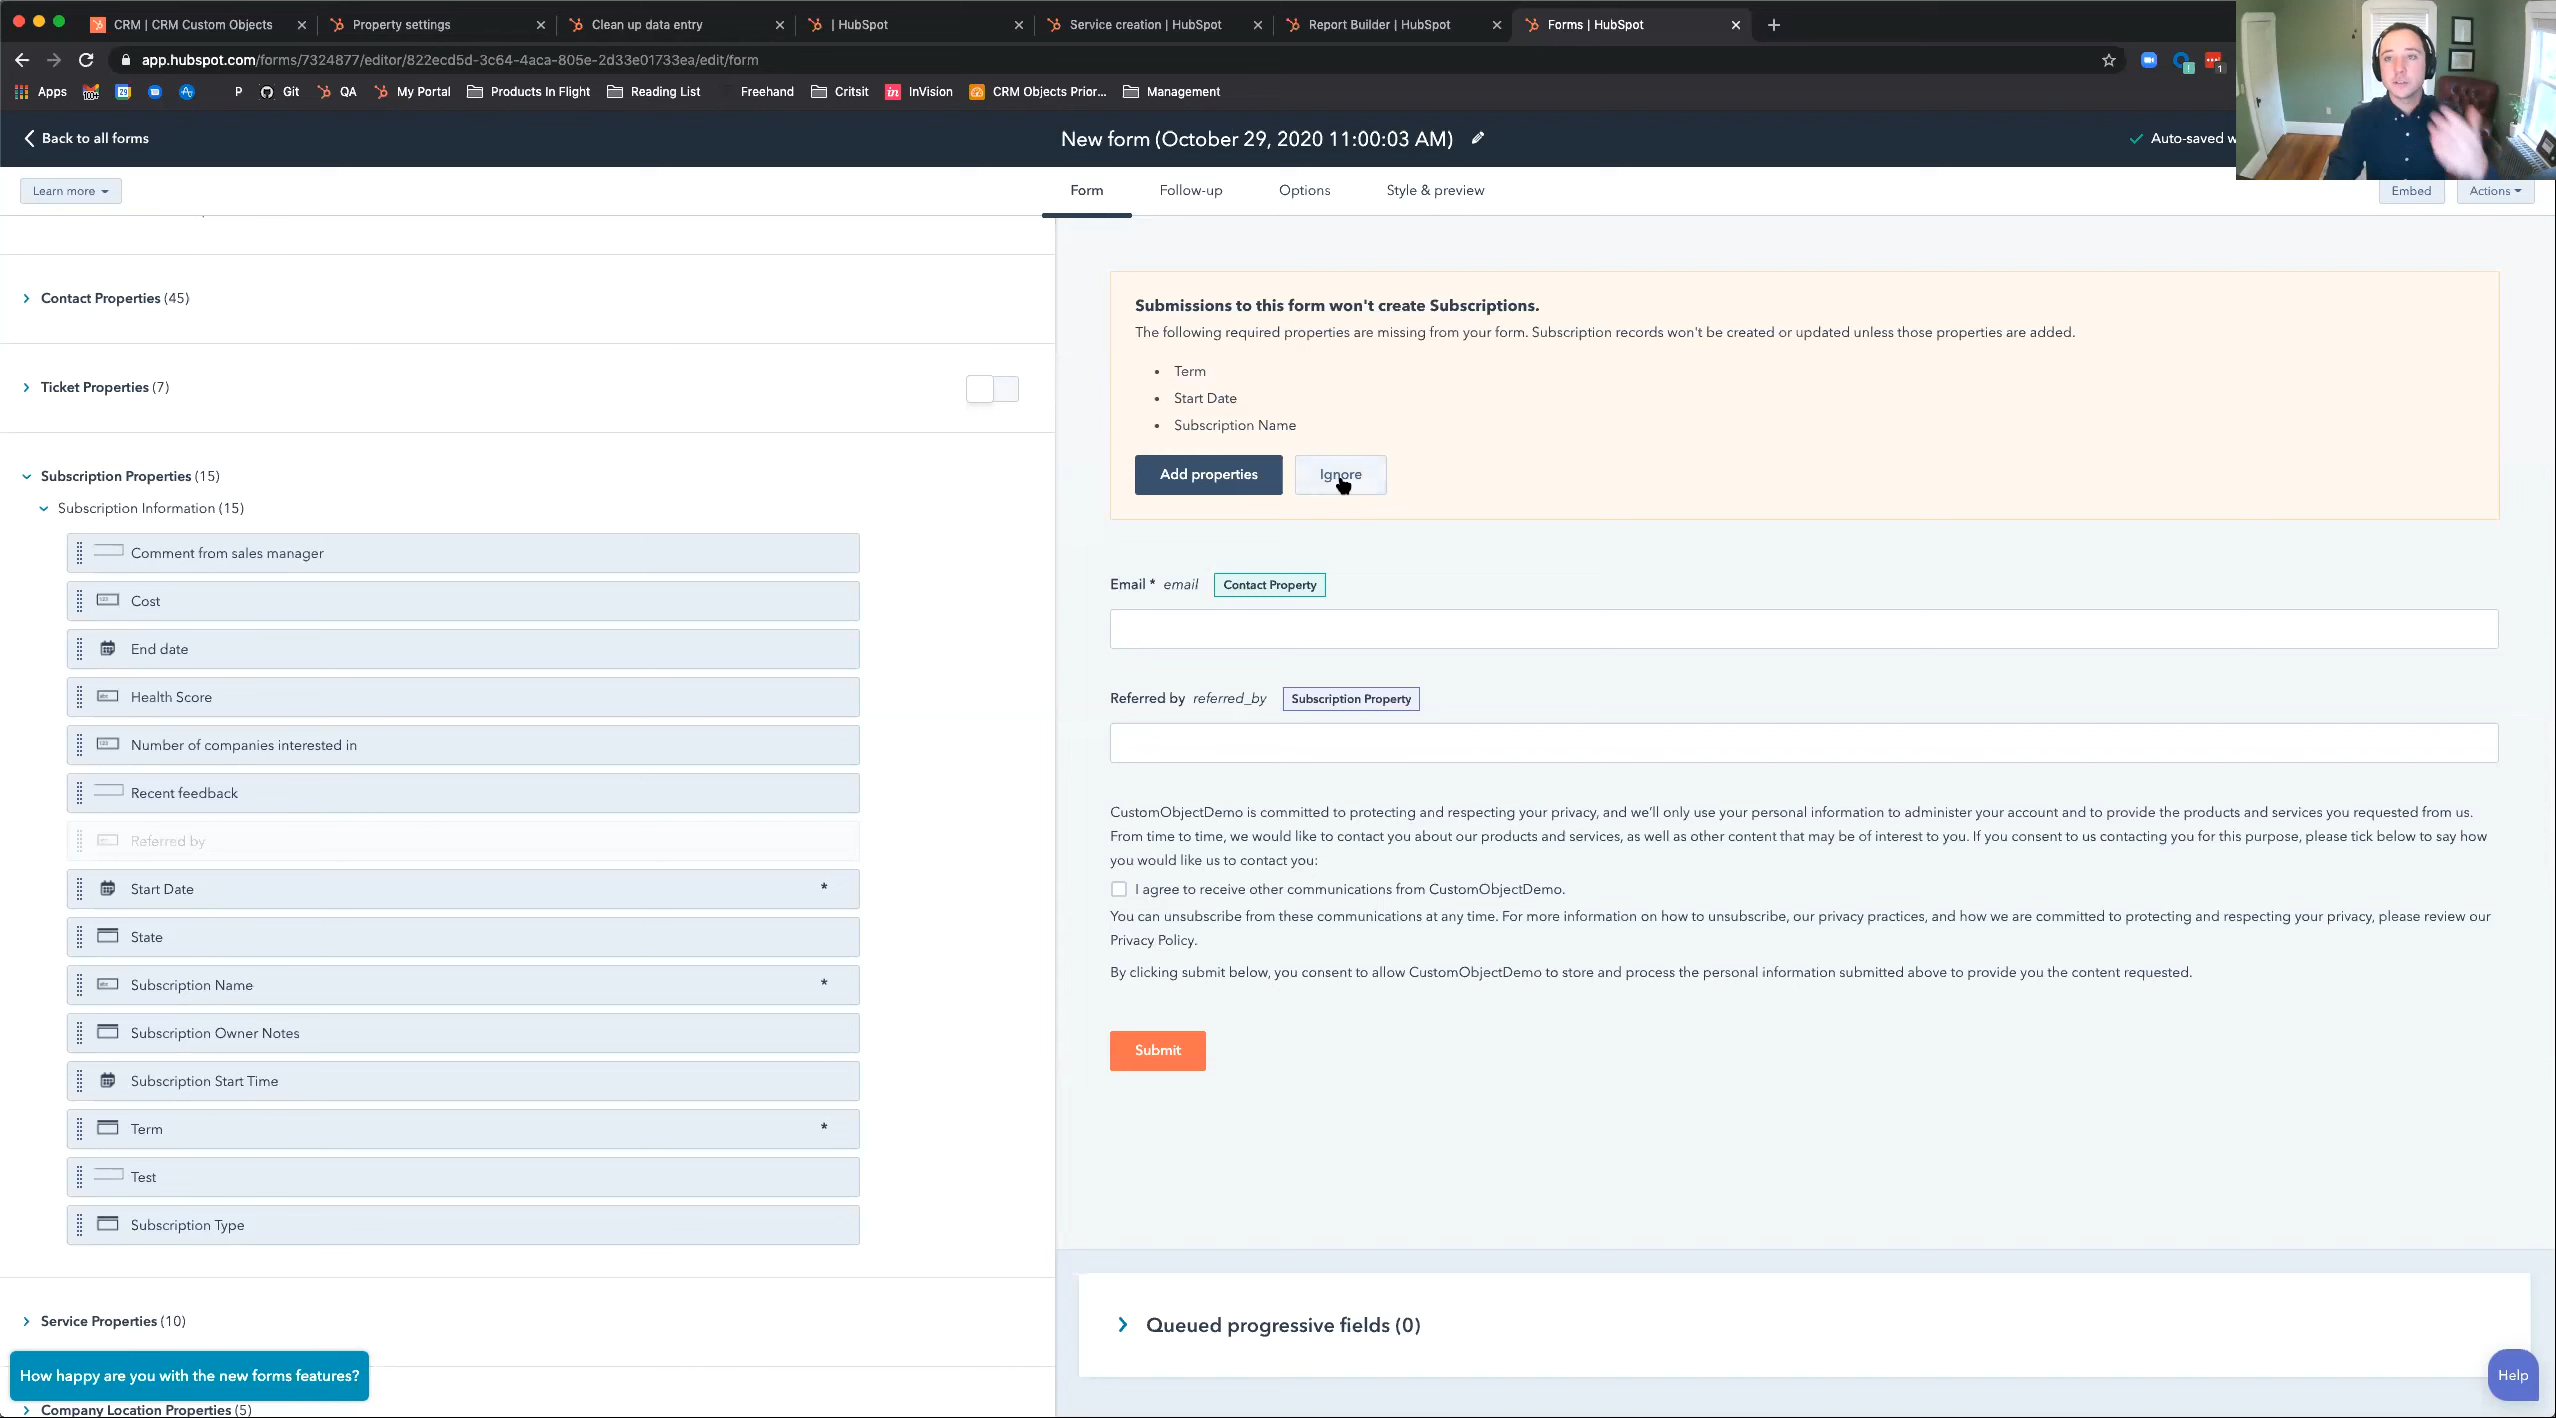 CRM | CRM Custom Objects
Property settings
Clean up data entry
| HubSpot
Service creation | HubSpot
Report Builder | HubSpot
Forms | HubSpot
app.hubspot.com/forms/7324877/editor/822ecd5d-3c64-4aca-805e-2d33e01733ea/edit/form
Apps
P
Git
QA
My Portal
Products In Flight
Reading List
Freehand
Critsit
in InVision
CRM Objects Prior...
Management
Back to all forms
New form (October 29, 2020 11:00:03 AM)
Auto-saved w
Learn more
Form
Follow-up
Options
Style & preview
Embed
Actions
Contact Properties (45)
Ticket Properties (7)
Subscription Properties (15)
Subscription Information (15)
Comment from sales manager
Cost
End date
Health Score
Number of companies interested in
Recent feedback
Referred by
Start Date *
State
Subscription Name *
Subscription Owner Notes
Subscription Start Time
Term *
Test
Subscription Type
Service Properties (10)
How happy are you with the new forms features?
Company Location Properties (5)
Submissions to this form won't create Subscriptions.
The following required properties are missing from your form. Subscription records won't be created or updated unless those properties are added.
• Term
• Start Date
• Subscription Name
Add properties
Ignore
Email * email Contact Property
Referred by referred_by Subscription Property
CustomObjectDemo is committed to protecting and respecting your privacy, and we'll only use your personal information to administer your account and to provide the products and services you requested from us.
From time to time, we would like to contact you about our products and services, as well as other content that may be of interest to you. If you consent to us contacting you for this purpose, please tick below to say how
you would like us to contact you:
I agree to receive other communications from CustomObjectDemo.
You can unsubscribe from these communications at any time. For more information on how to unsubscribe, our privacy practices, and how we are committed to protecting and respecting your privacy, please review our
Privacy Policy.
By clicking submit below, you consent to allow CustomObjectDemo to store and process the personal information submitted above to provide you the content requested.
Submit
Queued progressive fields (0)
Help